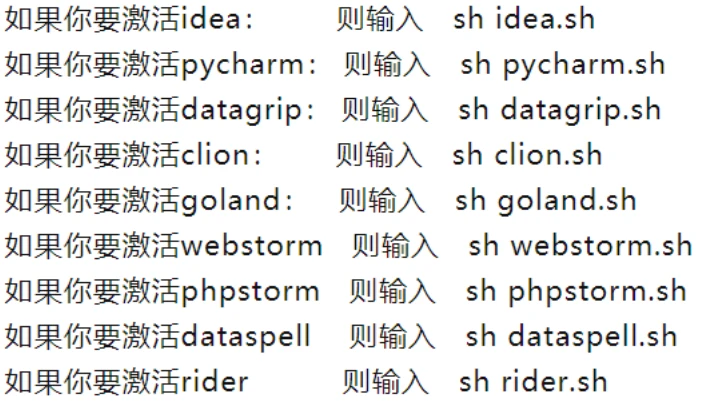 如果你要激活idea： 则输入 sh idea.sh
如果你要激活pycharm： 则输入 sh pycharm.sh
如果你要激活datagrip： 则输入 sh datagrip.sh
如果你要激活clion： 则输入 sh clion.sh
如果你要激活goland： 则输入 sh goland.sh
如果你要激活webstorm 则输入 sh webstorm.sh
如果你要激活phpstorm 则输入 sh phpstorm.sh
如果你要激活dataspell 则输入 sh dataspell.sh
如果你要激活rider 则输入 sh rider.sh